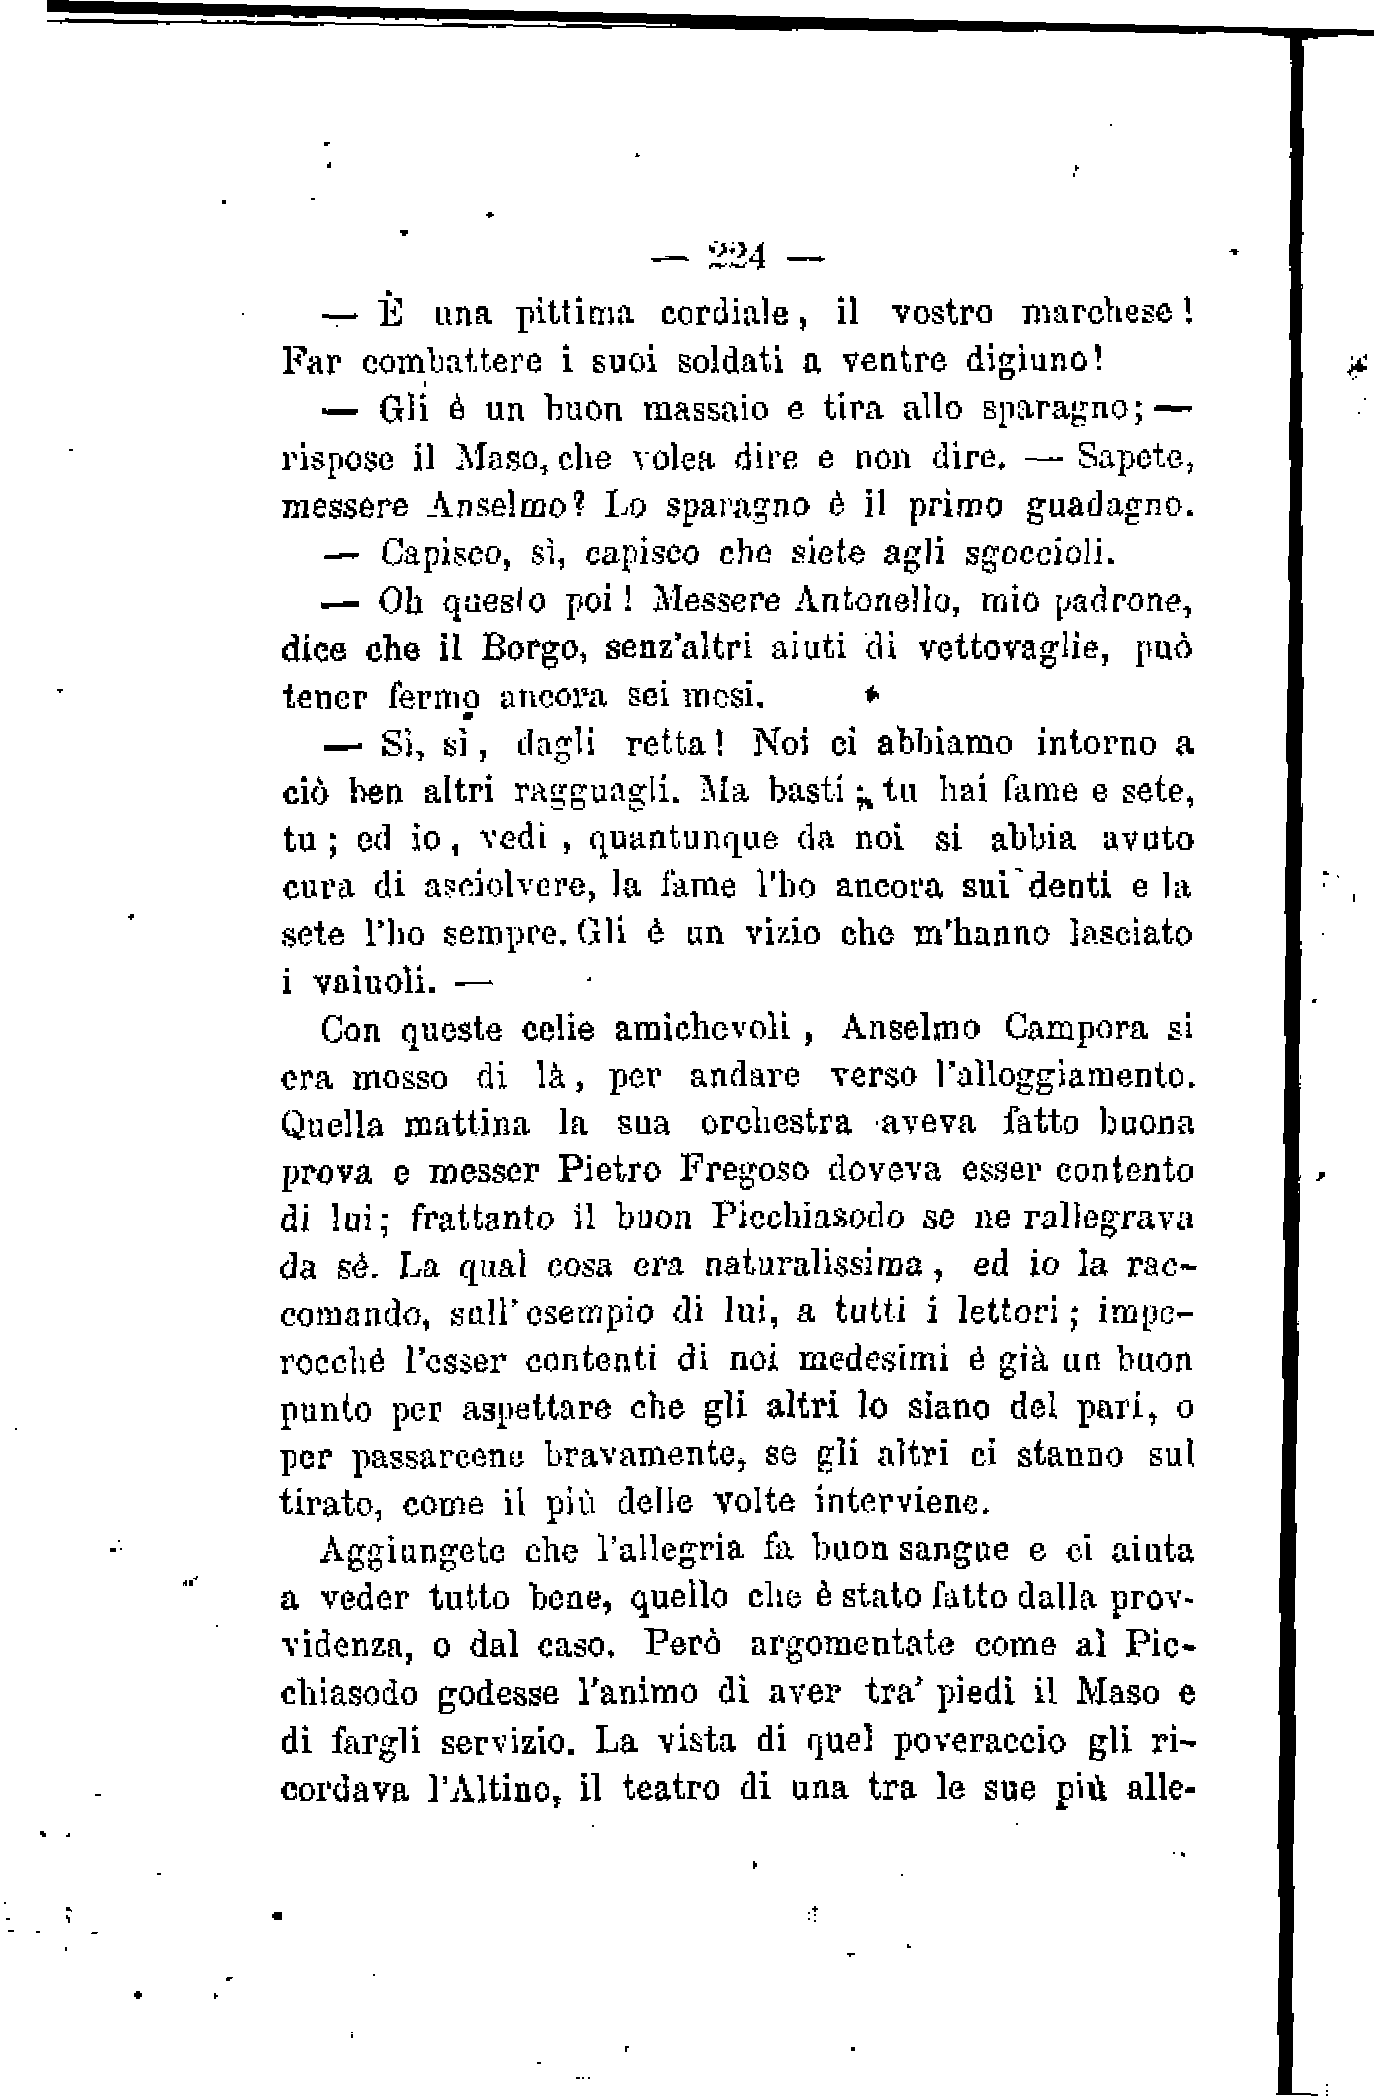 — 224 —
— È una pittima cordiale, il vostro marchese!
Far combattere i suoi soldati a ventre digiuno!
— Gli è un buon massaio e tira allo sparagno; —
rispose il Maso, che volea dire e non dire. — Sapete,
messere Anselmo? Lo sparagno è il primo guadagno.
— Capisco, sì, capisco che siete agli sgoccioli.
— Oh questo poi! Messere Antonello, mio padrone,
dice che il Borgo, senz'altri aiuti di vettovaglie, può
tener fermo ancora sei mesi.
— Sì, sì, dagli retta! Noi ci abbiamo intorno a
ciò ben altri ragguagli. Ma basti; tu hai fame e sete,
tu; ed io, vedi, quantunque da noi si abbia avuto
cura di asciolvere, la fame l'ho ancora sui denti e la
sete l'ho sempre. Gli è un vizio che m'hanno lasciato
i vaiuoli. —
Con queste celie amichevoli, Anselmo Campora si
era mosso di là, per andare verso l'alloggiamento.
Quella mattina la sua orchestra aveva fatto buona
prova e messer Pietro Fregoso doveva esser contento
di lui; frattanto il buon Picchiasodo se ne rallegrava
da sè. La qual cosa era naturalissima, ed io la rac-
comando, sull'esempio di lui, a tutti i lettori; impe-
rocchè l'esser contenti di noi medesimi è già un buon
punto per aspettare che gli altri lo siano del pari, o
per passarcene bravamente, se gli altri ci stanno sul
tirato, come il più delle volte interviene.
Aggiungete che l'allegria fa buon sangue e ci aiuta
a veder tutto bene, quello che è stato fatto dalla prov-
videnza, o dal caso. Però argomentate come al Pic-
chiasodo godesse l'animo di aver tra' piedi il Maso e
di fargli servizio. La vista di quel poveraccio gli ri-
cordava l'Altino, il teatro di una tra le sue più alle-